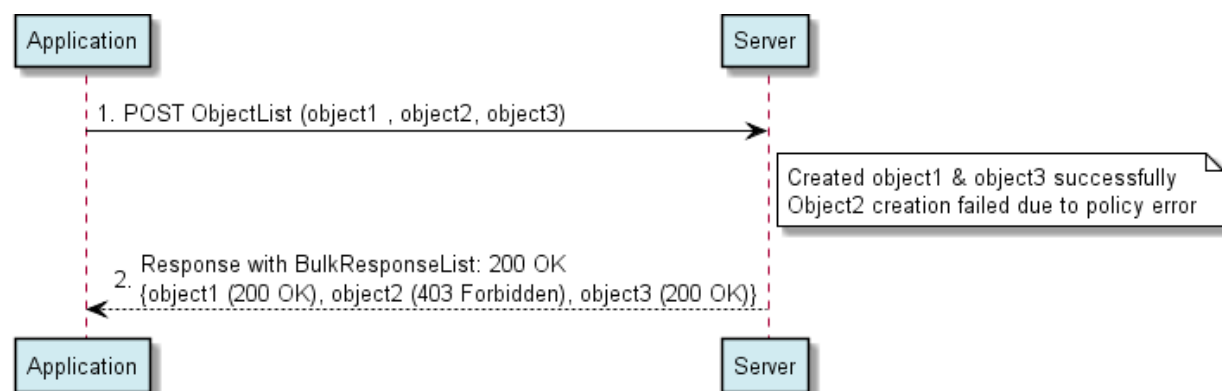 Application
Server
1. POST ObjectList (object1 , object2, object3)
Created object1 & object3 successfully
Object2 creation failed due to policy error
2. Response with BulkResponseList: 200 OK
{object1 (200 OK), object2 (403 Forbidden), object3 (200 OK)}
Application
Server